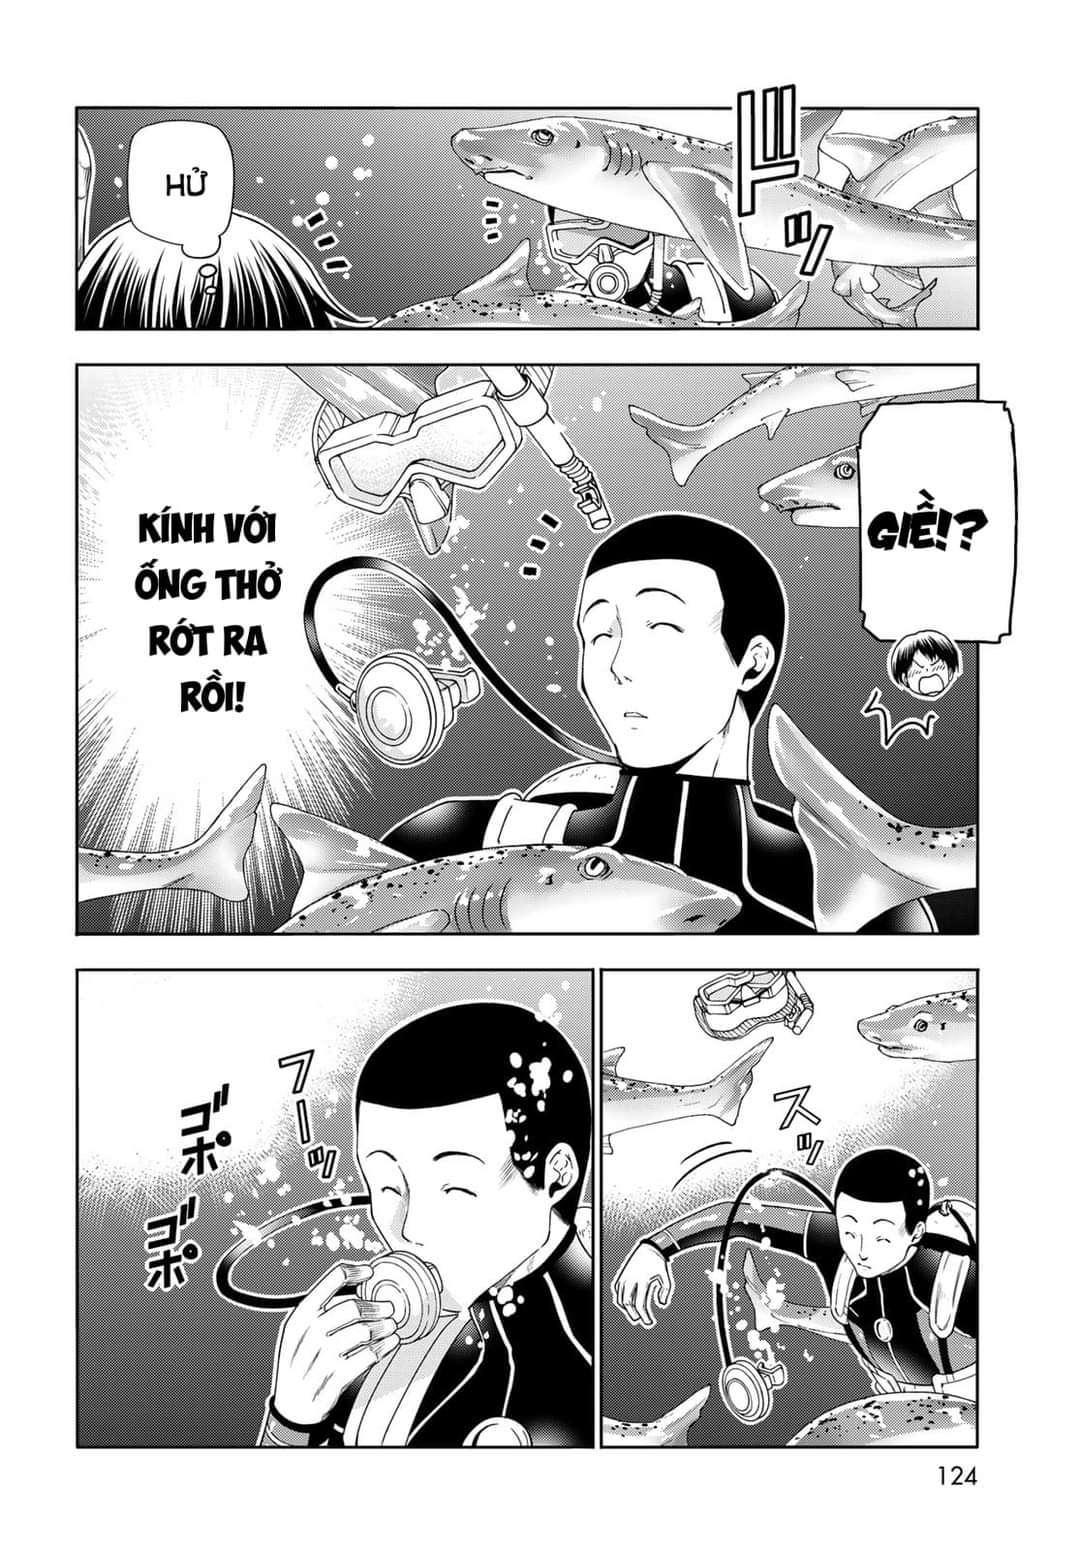 ドドッ
HỬ
GIỀ!?
KÍNH VỚI
ỐNG THỞ
RỚT RA
RỒI!
スッ
フーッ
ゴポ
ゴポ
124